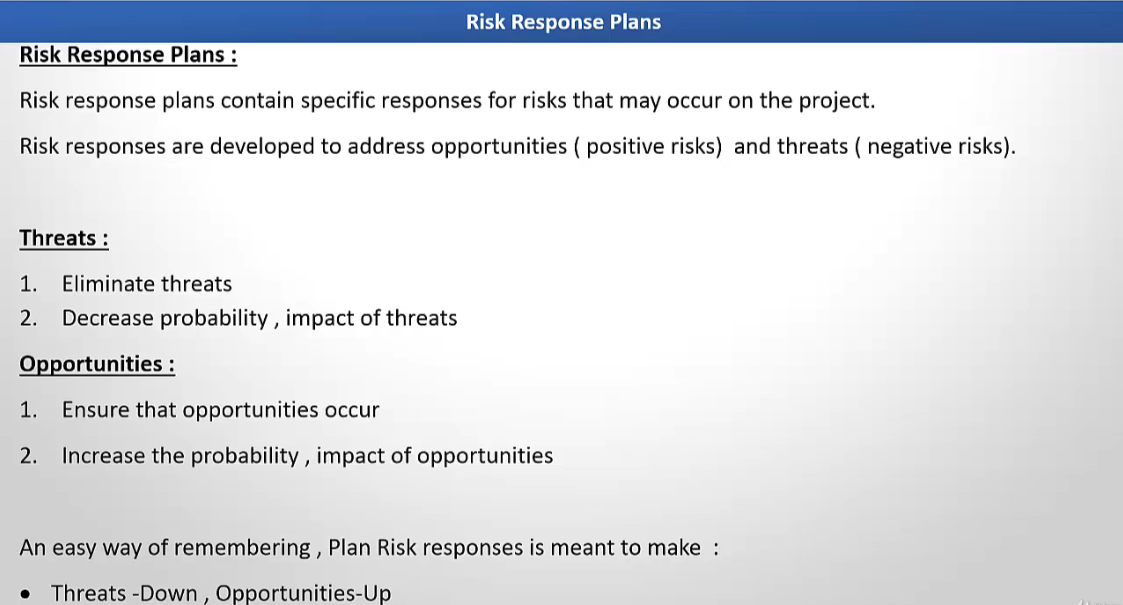 Risk Response Plans
Risk Response Plans :
Risk response plans contain specific responses for risks that may occur on the project.
Risk responses are developed to address opportunities ( positive risks)  and threats ( negative risks).
Threats :
1. Eliminate threats
2. Decrease probability , impact of threats
Opportunities :
1. Ensure that opportunities occur
2. Increase the probability , impact of opportunities
An easy way of remembering , Plan Risk responses is meant to make  :
• Threats -Down , Opportunities-Up